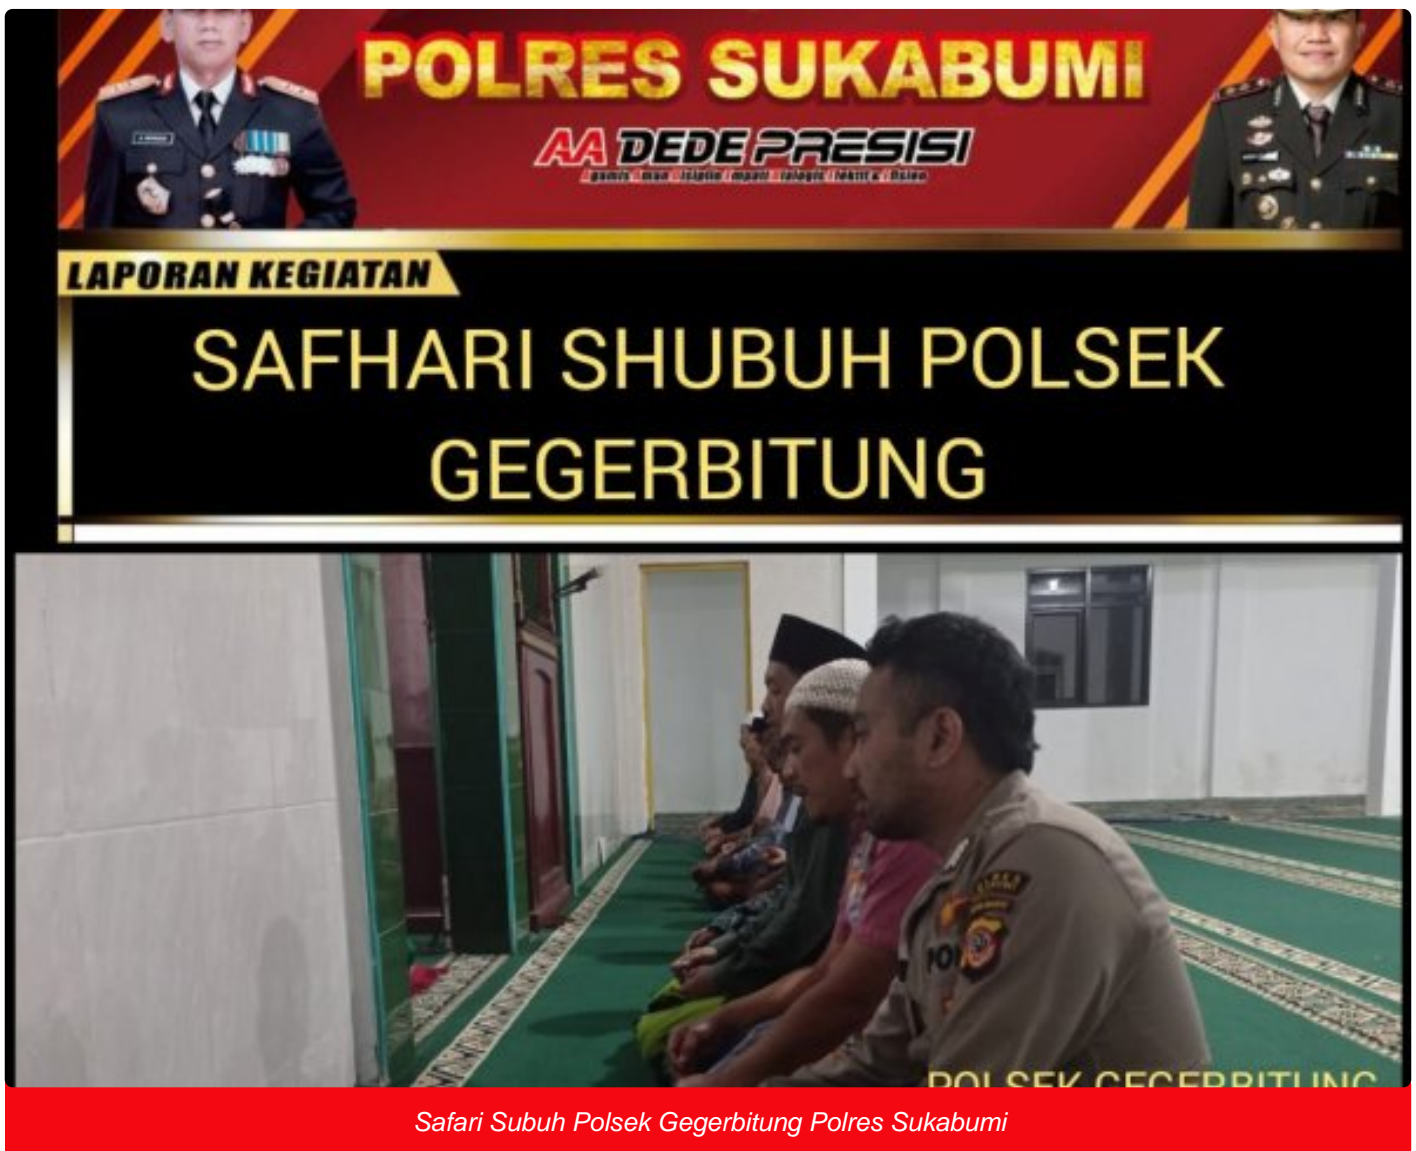 POLRES SUKABUMI
AA DEDE PRESISI
LAPORAN KEGIATAN
SAFHARI SHUBUH POLSEK
GEGERBITUNG
POLSEK GEGERBITUNG
Safari Subuh Polsek Gegerbitung Polres Sukabumi